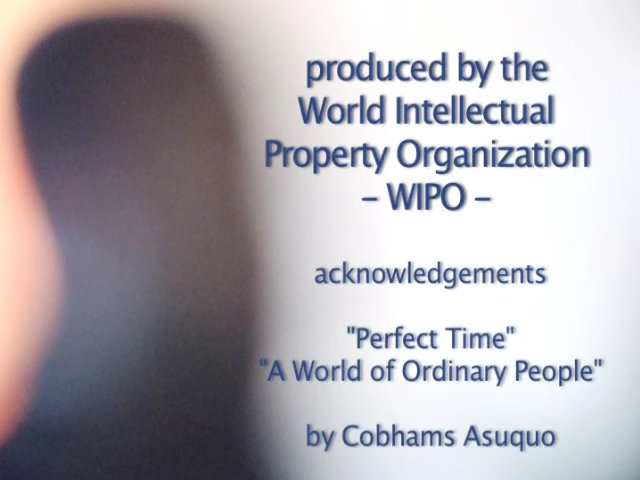 produced by the
World Intellectual
Property Organization
– WIPO –
acknowledgements
"Perfect Time"
"A World of Ordinary People"
by Cobhams Asuquo